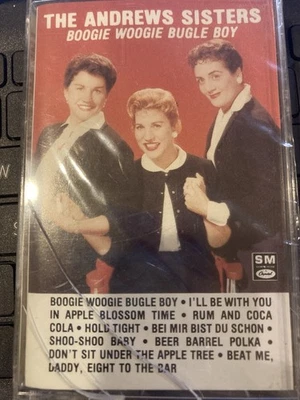 THE ANDREWS SISTERS
BOOGIE WOOGIE BUGLE BOY
SM
Capitol
BOOGIE WOOGIE BUGLE BOY • I'LL BE WITH YOU
IN APPLE BLOSSOM TIME • RUM AND COCA
COLA • HOLD TIGHT • BEI MIR BIST DU SCHÖN •
SHOO-SHOO BABY • BEER BARREL POLKA •
DON'T SIT UNDER THE APPLE TREE • BEAT ME,
DADDY, EIGHT TO THE BAR